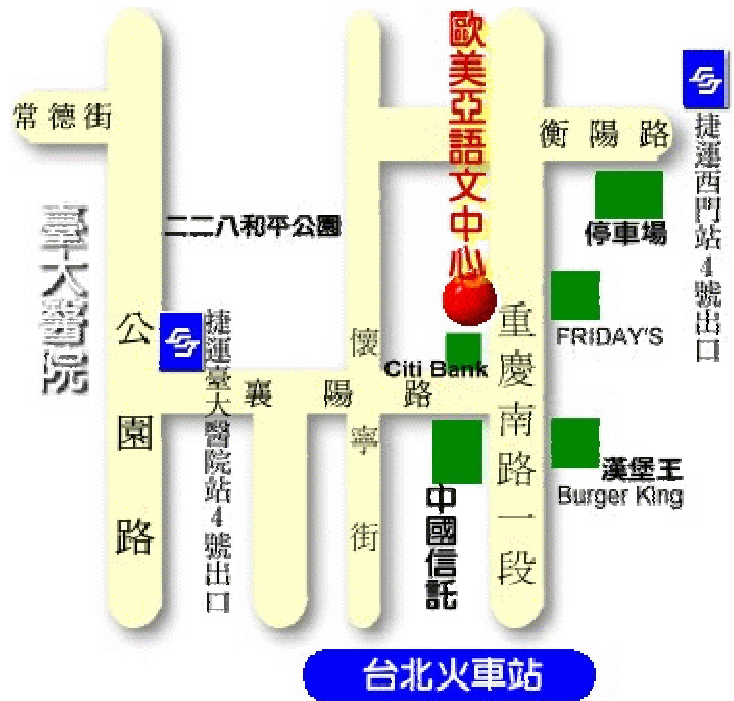 歐美亞語文中心
常德街
衡陽路
捷運西門站4號出口
停車場
二二八和平公園
臺大醫院
公園路
捷運臺大醫院站4號出口
懷寧街
重慶南路一段
FRIDAY'S
Citi Bank
襄陽路
漢堡王
Burger King
中國信託
台北火車站